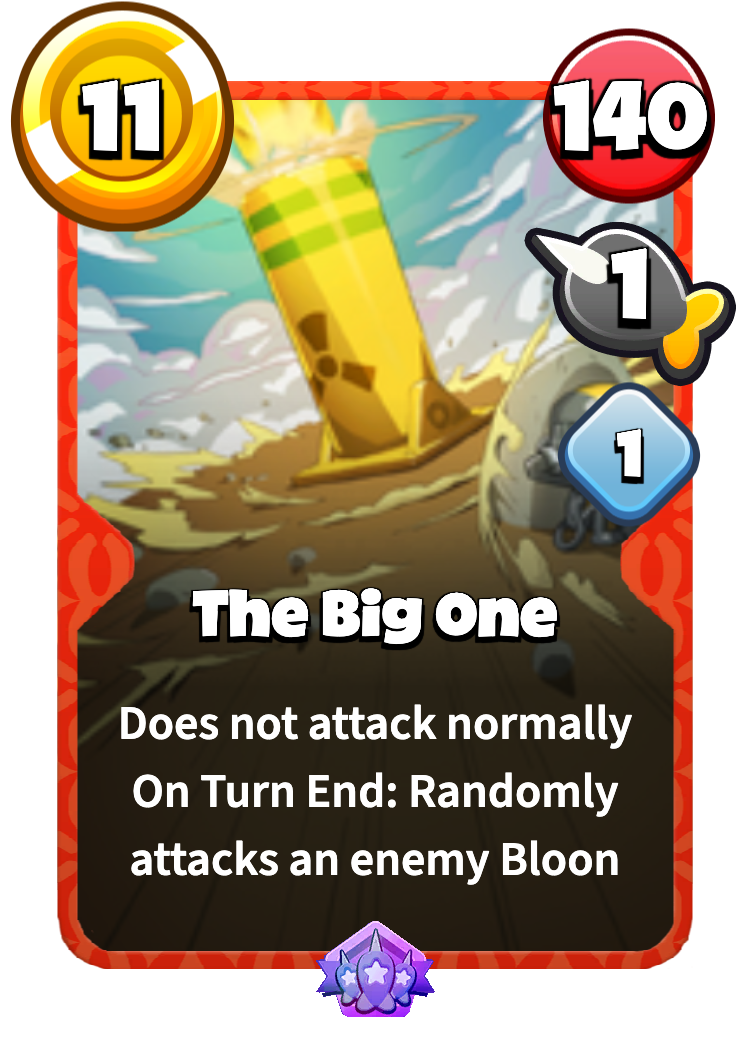 11
140
1
1
The Big One
Does not attack normally
On Turn End: Randomly
attacks an enemy Bloon